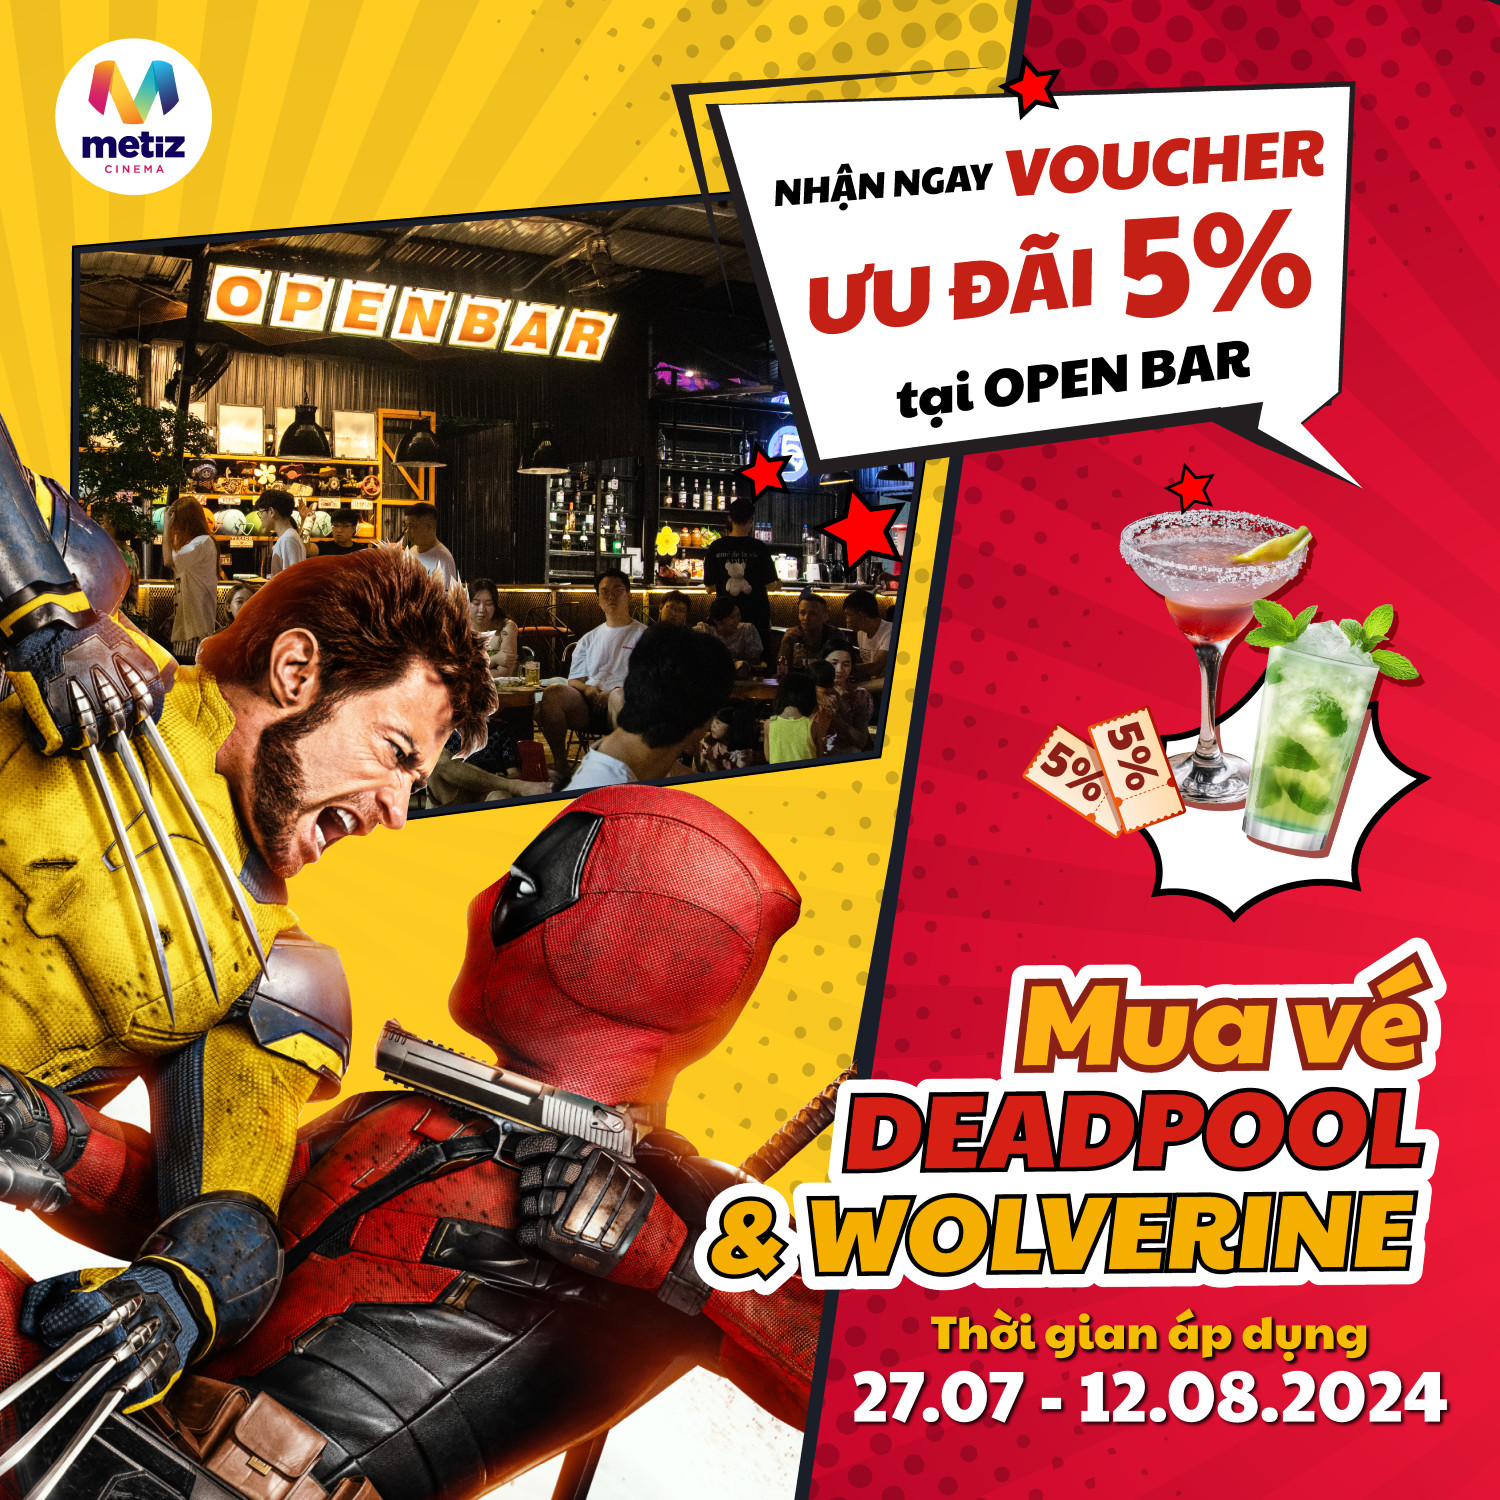 metiz
CINEMA
NHẬN NGAY VOUCHER
ƯU ĐÃI 5%
tại OPEN BAR
OPENBAR
5
5%
5%
Mua vé
DEADPOOL
& WOLVERINE
Thời gian áp dụng
27.07 - 12.08.2024